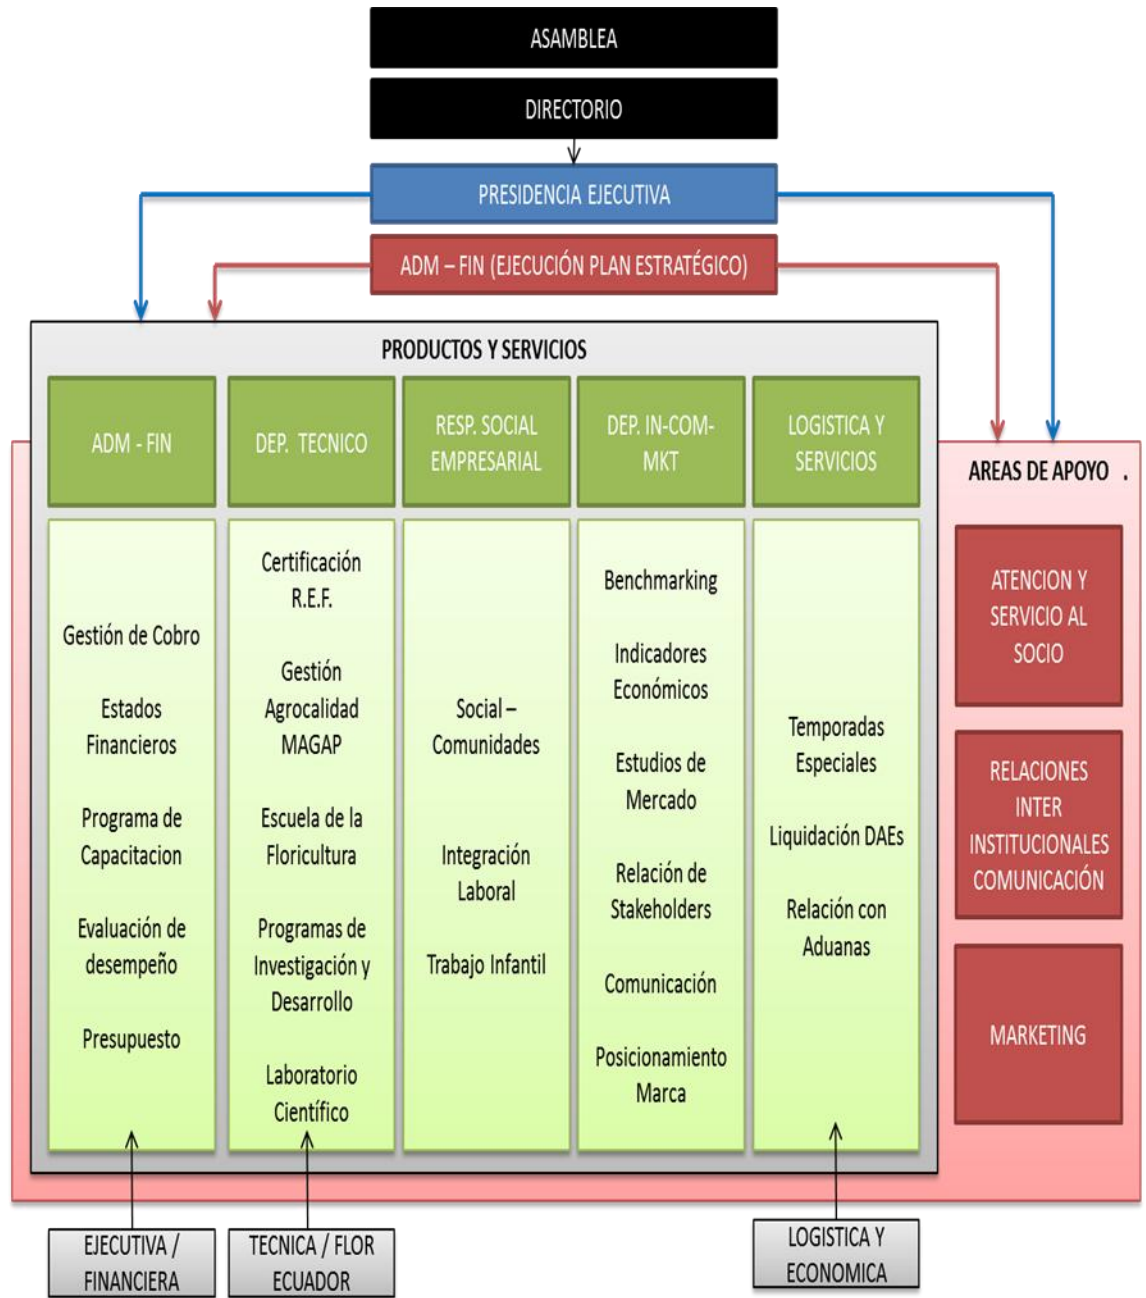 ASAMBLEA
DIRECTORIO
PRESIDENCIA EJECUTIVA
ADM – FIN (EJECUCIÓN PLAN ESTRATÉGICO)
PRODUCTOS Y SERVICIOS
ADM - FIN
Gestión de Cobro
Estados
Financieros
Programa de
Capacitacion
Evaluación de
desempeño
Presupuesto
DEP. TECNICO
Certificación
R.E.F.
Gestión
Agrocalidad
MAGAP
Escuela de la
Floricultura
Programas de
Investigación y
Desarrollo
Laboratorio
Científico
RESP. SOCIAL
EMPRESARIAL
Social –
Comunidades
Integración
Laboral
Trabajo Infantil
DEP. IN-COM-
MKT
Benchmarking
Indicadores
Económicos
Estudios de
Mercado
Relación de
Stakeholders
Comunicación
Posicionamiento
Marca
LOGISTICA Y
SERVICIOS
Temporadas
Especiales
Liquidación DAEs
Relación con
Aduanas
AREAS DE APOYO .
ATENCION Y
SERVICIO AL
SOCIO
RELACIONES
INTER
INSTITUCIONALES
COMUNICACIÓN
MARKETING
EJECUTIVA /
FINANCIERA
TECNICA / FLOR
ECUADOR
LOGISTICA Y
ECONOMICA